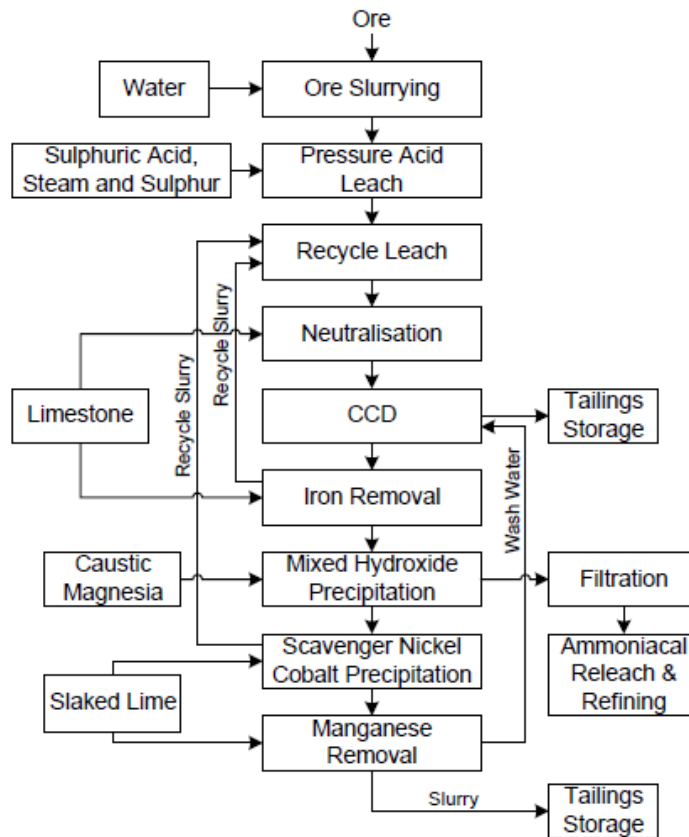 Ore
Water
Ore Slurrying
Sulphuric Acid,
Steam and Sulphur
Pressure Acid
Leach
Recycle Leach
Recycle Slurry
Recycle Slurry
Neutralisation
Limestone
CCD
Tailings
Storage
Iron Removal
Wash Water
Caustic
Magnesia
Mixed Hydroxide
Precipitation
Filtration
Scavenger Nickel
Cobalt Precipitation
Ammoniacal
Releach &
Refining
Slaked Lime
Manganese
Removal
Slurry
Tailings
Storage